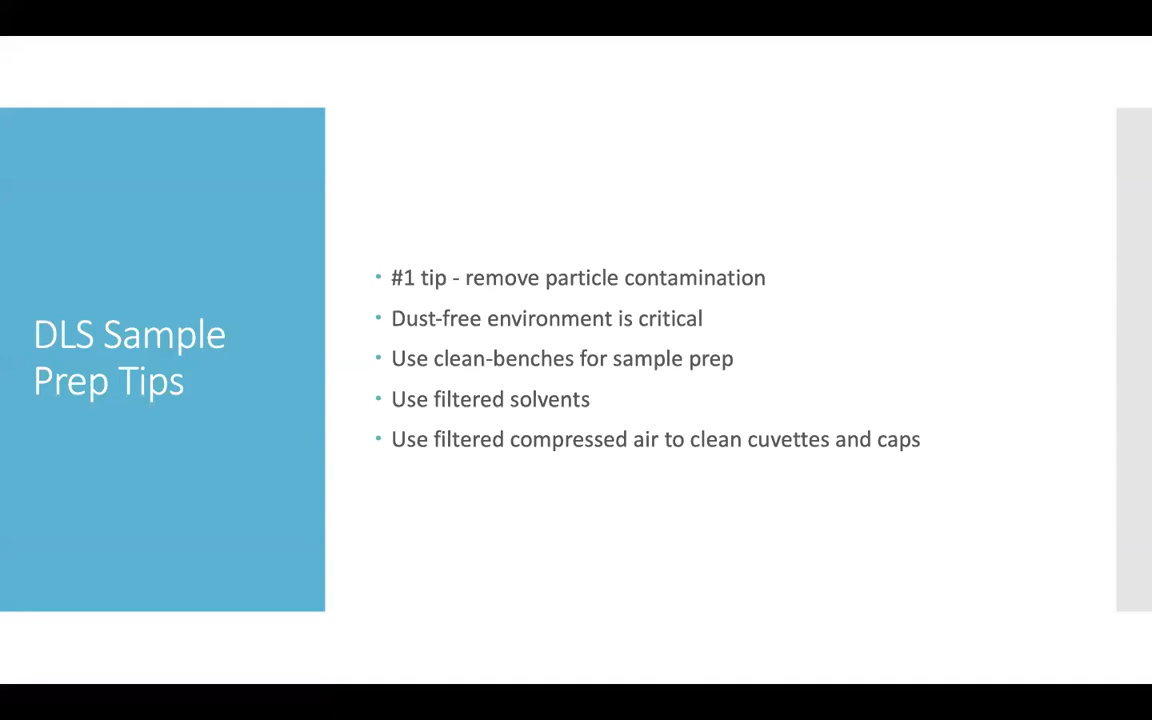 DLS Sample
Prep Tips
• #1 tip - remove particle contamination
• Dust-free environment is critical
• Use clean-benches for sample prep
• Use filtered solvents
• Use filtered compressed air to clean cuvettes and caps